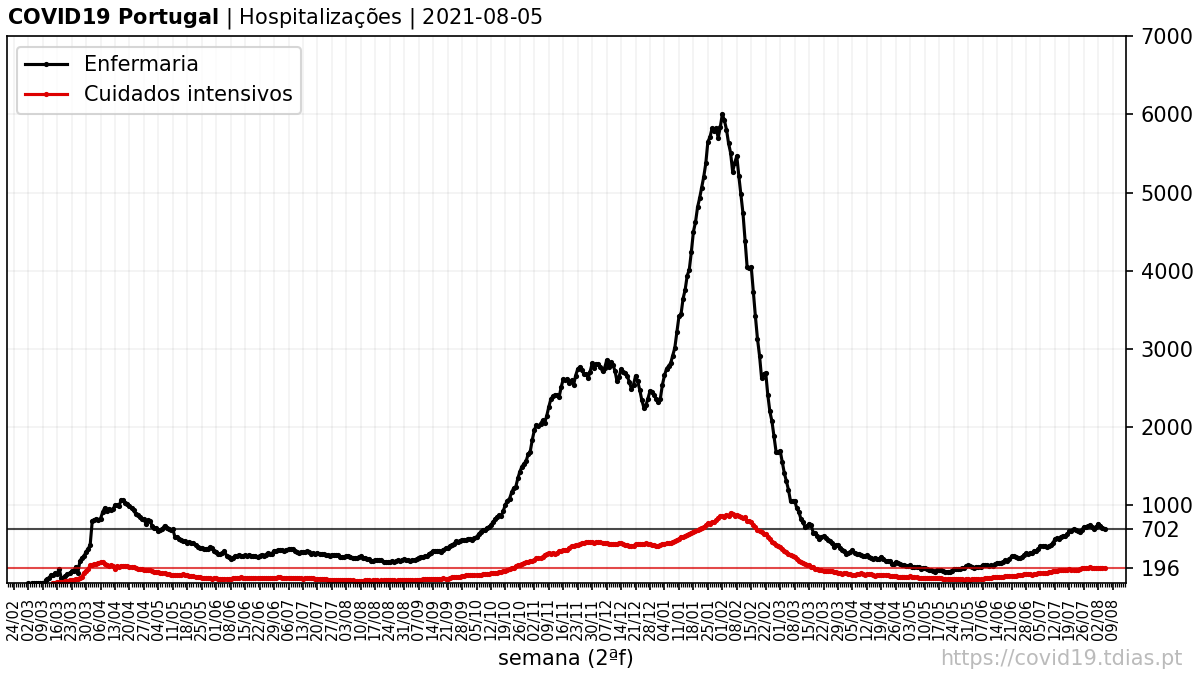 COVID19 Portugal | Hospitalizações | 2021-08-05
Enfermaria
Cuidados intensivos
7000
6000
5000
4000
3000
2000
1000
702
196
24/02 02/03 09/03 16/03 23/03 30/03 06/04 13/04 20/04 27/04 04/05 11/05 18/05 25/05 01/06 08/06 15/06 22/06 29/06 06/07 13/07 20/07 27/07 03/08 10/08 17/08 24/08 31/08 07/09 14/09 21/09 28/09 05/10 12/10 19/10 26/10 02/11 09/11 16/11 23/11 30/11 07/12 14/12 21/12 28/12 04/01 11/01 18/01 25/01 01/02 08/02 15/02 22/02 01/03 08/03 15/03 22/03 29/03 05/04 12/04 19/04 26/04 03/05 10/05 17/05 24/05 31/05 07/06 14/06 21/06 28/06 05/07 12/07 19/07 26/07 02/08 09/08
semana (2ªf)
https://covid19.tdias.pt